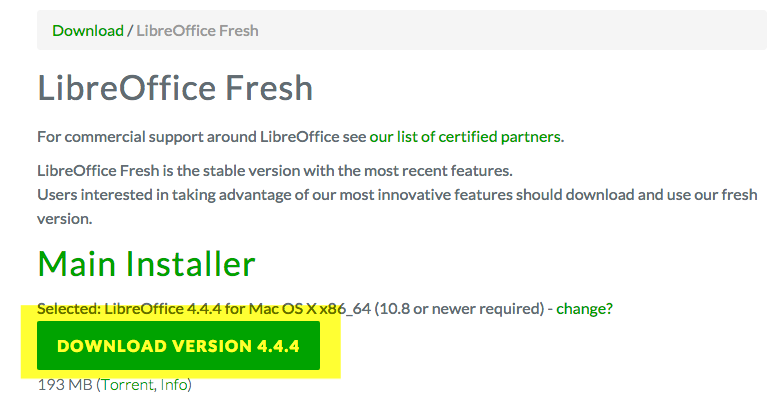 Download / LibreOffice Fresh
LibreOffice Fresh
For commercial support around LibreOffice see our list of certified partners.
LibreOffice Fresh is the stable version with the most recent features.
Users interested in taking advantage of our most innovative features should download and use our fresh
version.
Main Installer
Selected: LibreOffice 4.4.4 for Mac OS X x86_64 (10.8 or newer required) - change?
DOWNLOAD VERSION 4.4.4
193 MB (Torrent, Info)